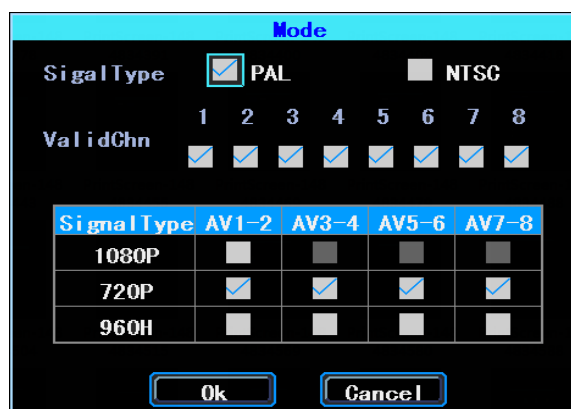 Mode
SigalType PAL NTSC
1 2 3 4 5 6 7 8
ValidChn
SignalType AV1-2 AV3-4 AV5-6 AV7-8
1080P
720P
960H
Ok Cancel